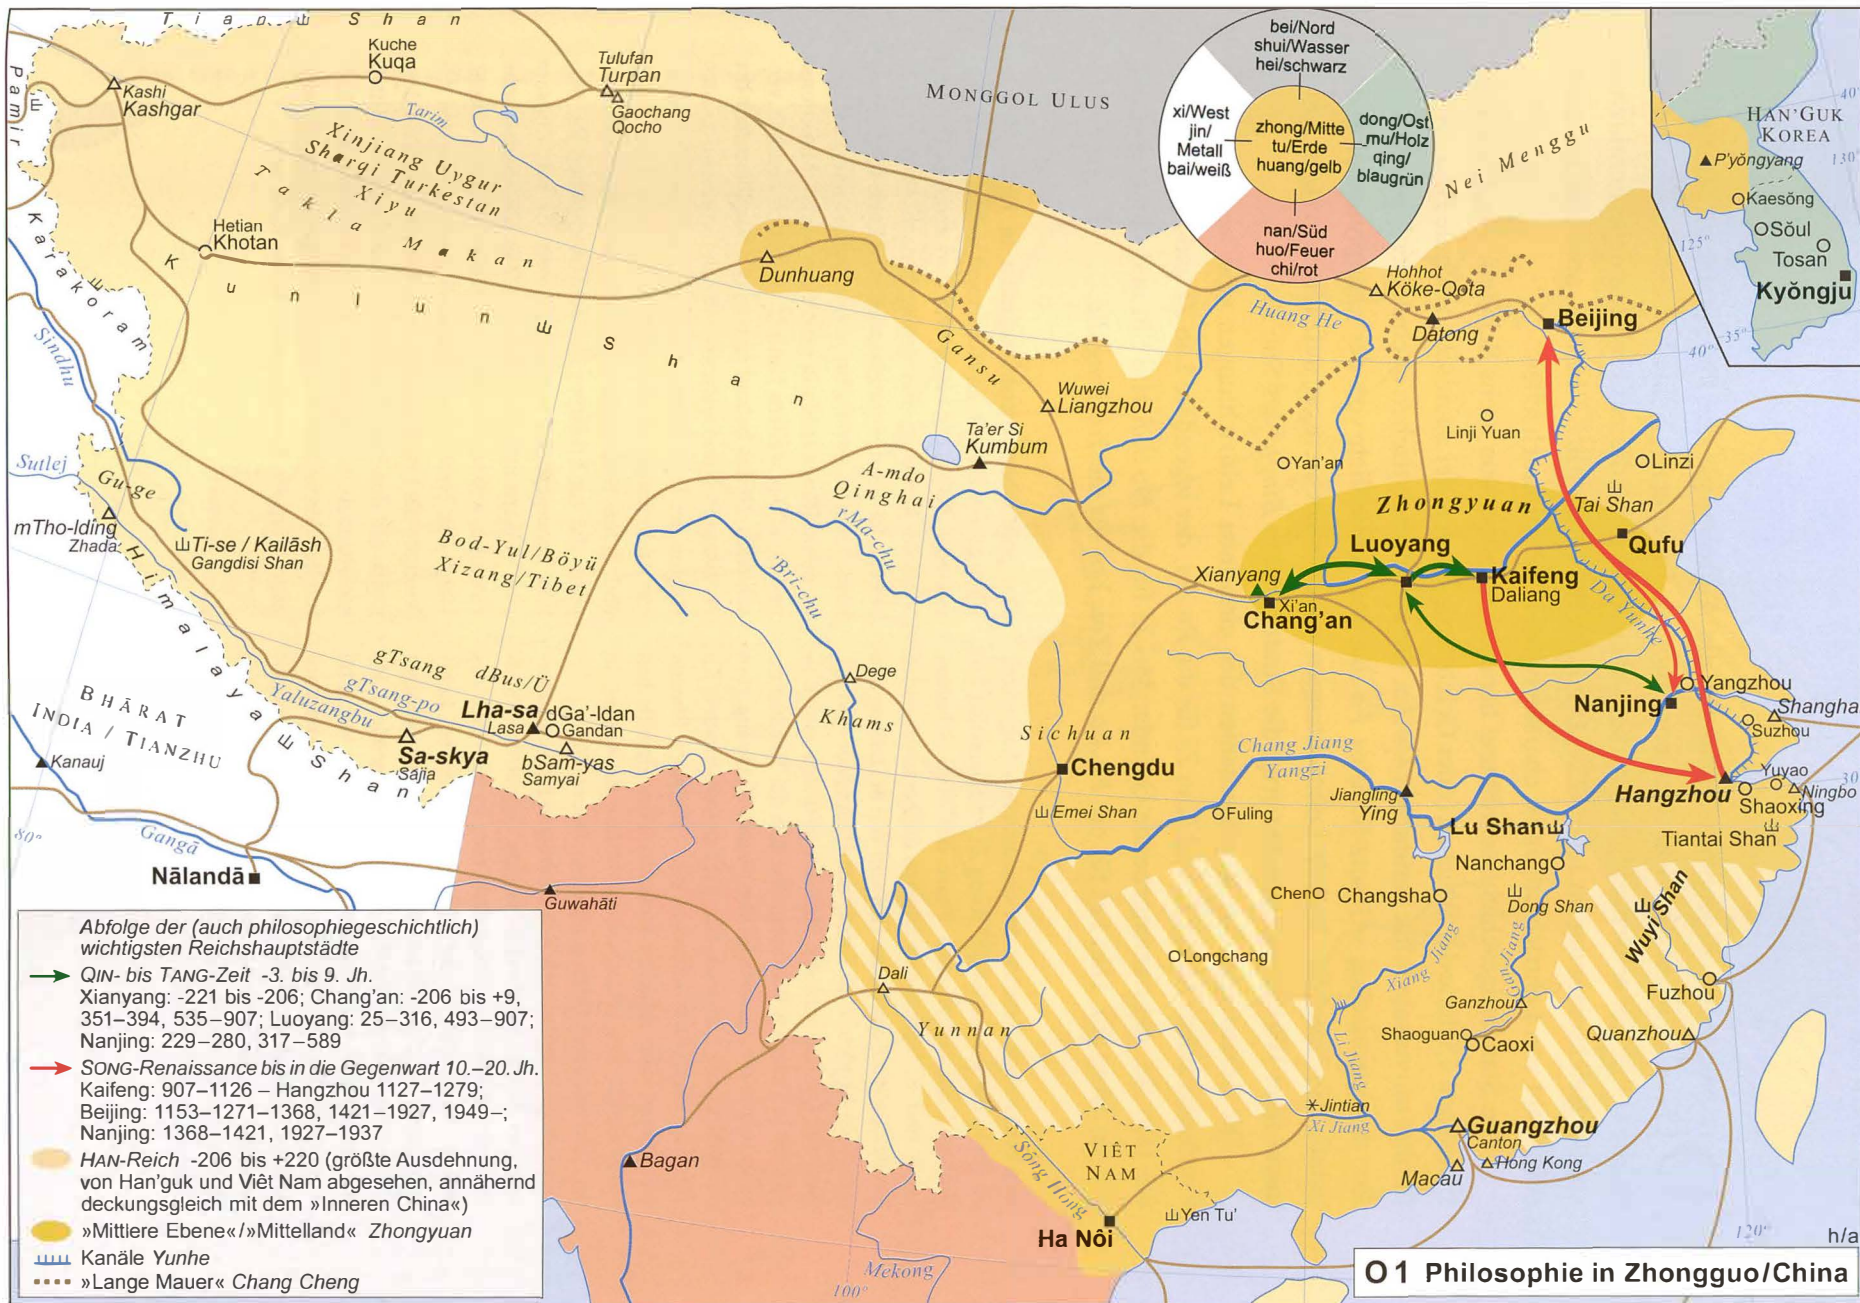 Tian Shan
Pamir
Kashi
Kashgar
Kuche
Kuqa
Tarim
Tulufan
Turpan
Gaochang
Qocho
Xinjiang Uygur
Sharqi Turkestan
Xiyu
Takla Makan
Hetian
Khotan
Kunlun Shan
Karakoram
Sindhu
MONGGOL ULUS
bei/Nord
shui/Wasser
hei/schwarz
xi/West
jin/
Metall
bai/weiß
zhong/Mitte
tu/Erde
huang/gelb
dong/Ost
mu/Holz
qing/
blaugrün
nan/Süd
huo/Feuer
chi/rot
Nei Menggu
HAN'GUK
KOREA
40°
130°
P'yŏngyang
Kaesŏng
Sŏul
Tosan
Kyŏngju
125°
40°
35°
Dunhuang
Gansu
Huang He
Hohhot
Köke-Qota
Datong
Beijing
Wuwei
Liangzhou
Linji Yuan
Ta'er Si
Kumbum
A-mdo
Qinghai
rMa-chu
Yan'an
Linzi
Tai Shan
Zhongyuan
Qufu
Luoyang
Xianyang
Xi'an
Chang'an
Kaifeng
Daliang
Da Yunhe
Sutlej
Gu-ge
mTho-lding
Zhada
Ti-se / Kailāsh
Gangdisi Shan
Bod-Yul/Böyü
Xizang/Tibet
'Bri-chu
Himalaya Shan
gTsang
dBus/Ü
gTsang-po
Yaluzangbu
Lha-sa
Lasa
dGa'-ldan
Gandan
bSam-yas
Samyai
Sa-skya
Sajia
Dege
Khams
Sichuan
Chengdu
Emei Shan
Chang Jiang
Yangzi
Fuling
Jiangling
Ying
Nanjing
Yangzhou
Shangha
Suzhou
Yuyao
Ningbo
30
Hangzhou
Shaoxing
Tiantai Shan
Lu Shan
Nanchang
Chen
Changsha
Dong Shan
Wuyi Shan
Longchang
Xiang Jiang
Gan Jiang
Fuzhou
Ganzhou
Quanzhou
Shaoguan
Caoxi
Li Jiang
Jintian
Xi Jiang
Guangzhou
Canton
Hong Kong
Macau
Dali
Yunnan
VIÊT
NAM
Sông Hông
Yen Tu'
Ha Nôi
Mekong
100°
120°
BHĀRAT
INDIA / TIANZHU
Kanauj
80°
Gangā
Nālandā
Guwahāti
Bagan
Abfolge der (auch philosophiegeschichtlich)
wichtigsten Reichshauptstädte
QIN- bis TANG-Zeit -3. bis 9. Jh.
Xianyang: -221 bis -206; Chang'an: -206 bis +9,
351–394, 535–907; Luoyang: 25–316, 493–907;
Nanjing: 229–280, 317–589
SONG-Renaissance bis in die Gegenwart 10.–20. Jh.
Kaifeng: 907–1126 – Hangzhou 1127–1279;
Beijing: 1153–1271–1368, 1421–1927, 1949–;
Nanjing: 1368–1421, 1927–1937
HAN-Reich -206 bis +220 (größte Ausdehnung,
von Han'guk und Viêt Nam abgesehen, annähernd
deckungsgleich mit dem »Inneren China«)
»Mittlere Ebene«/»Mittelland« Zhongyuan
Kanäle Yunhe
»Lange Mauer« Chang Cheng
h/a
O 1 Philosophie in Zhongguo/China